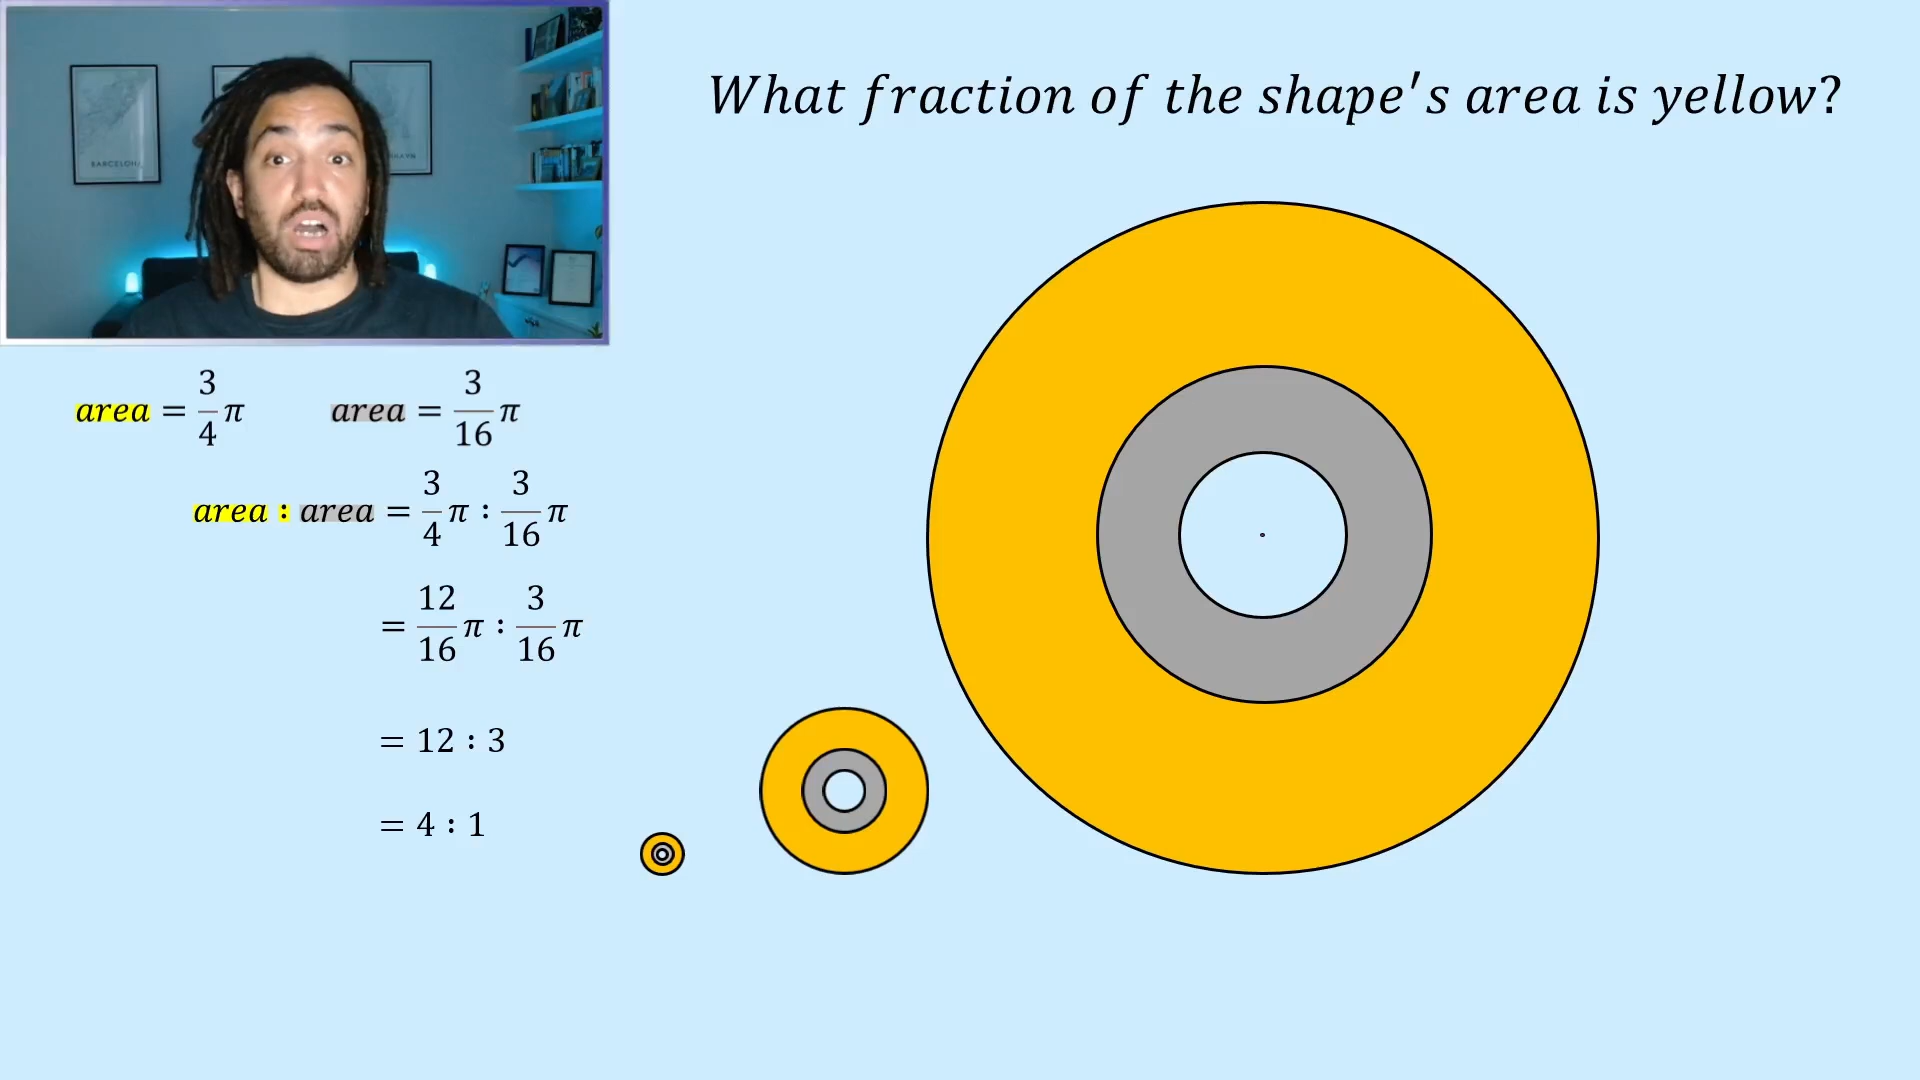 What fraction of the shape's area is yellow?
BARCELONA
area = 3/4 π
area = 3/16 π
area : area = 3/4 π : 3/16 π
= 12/16 π : 3/16 π
= 12 : 3
= 4 : 1